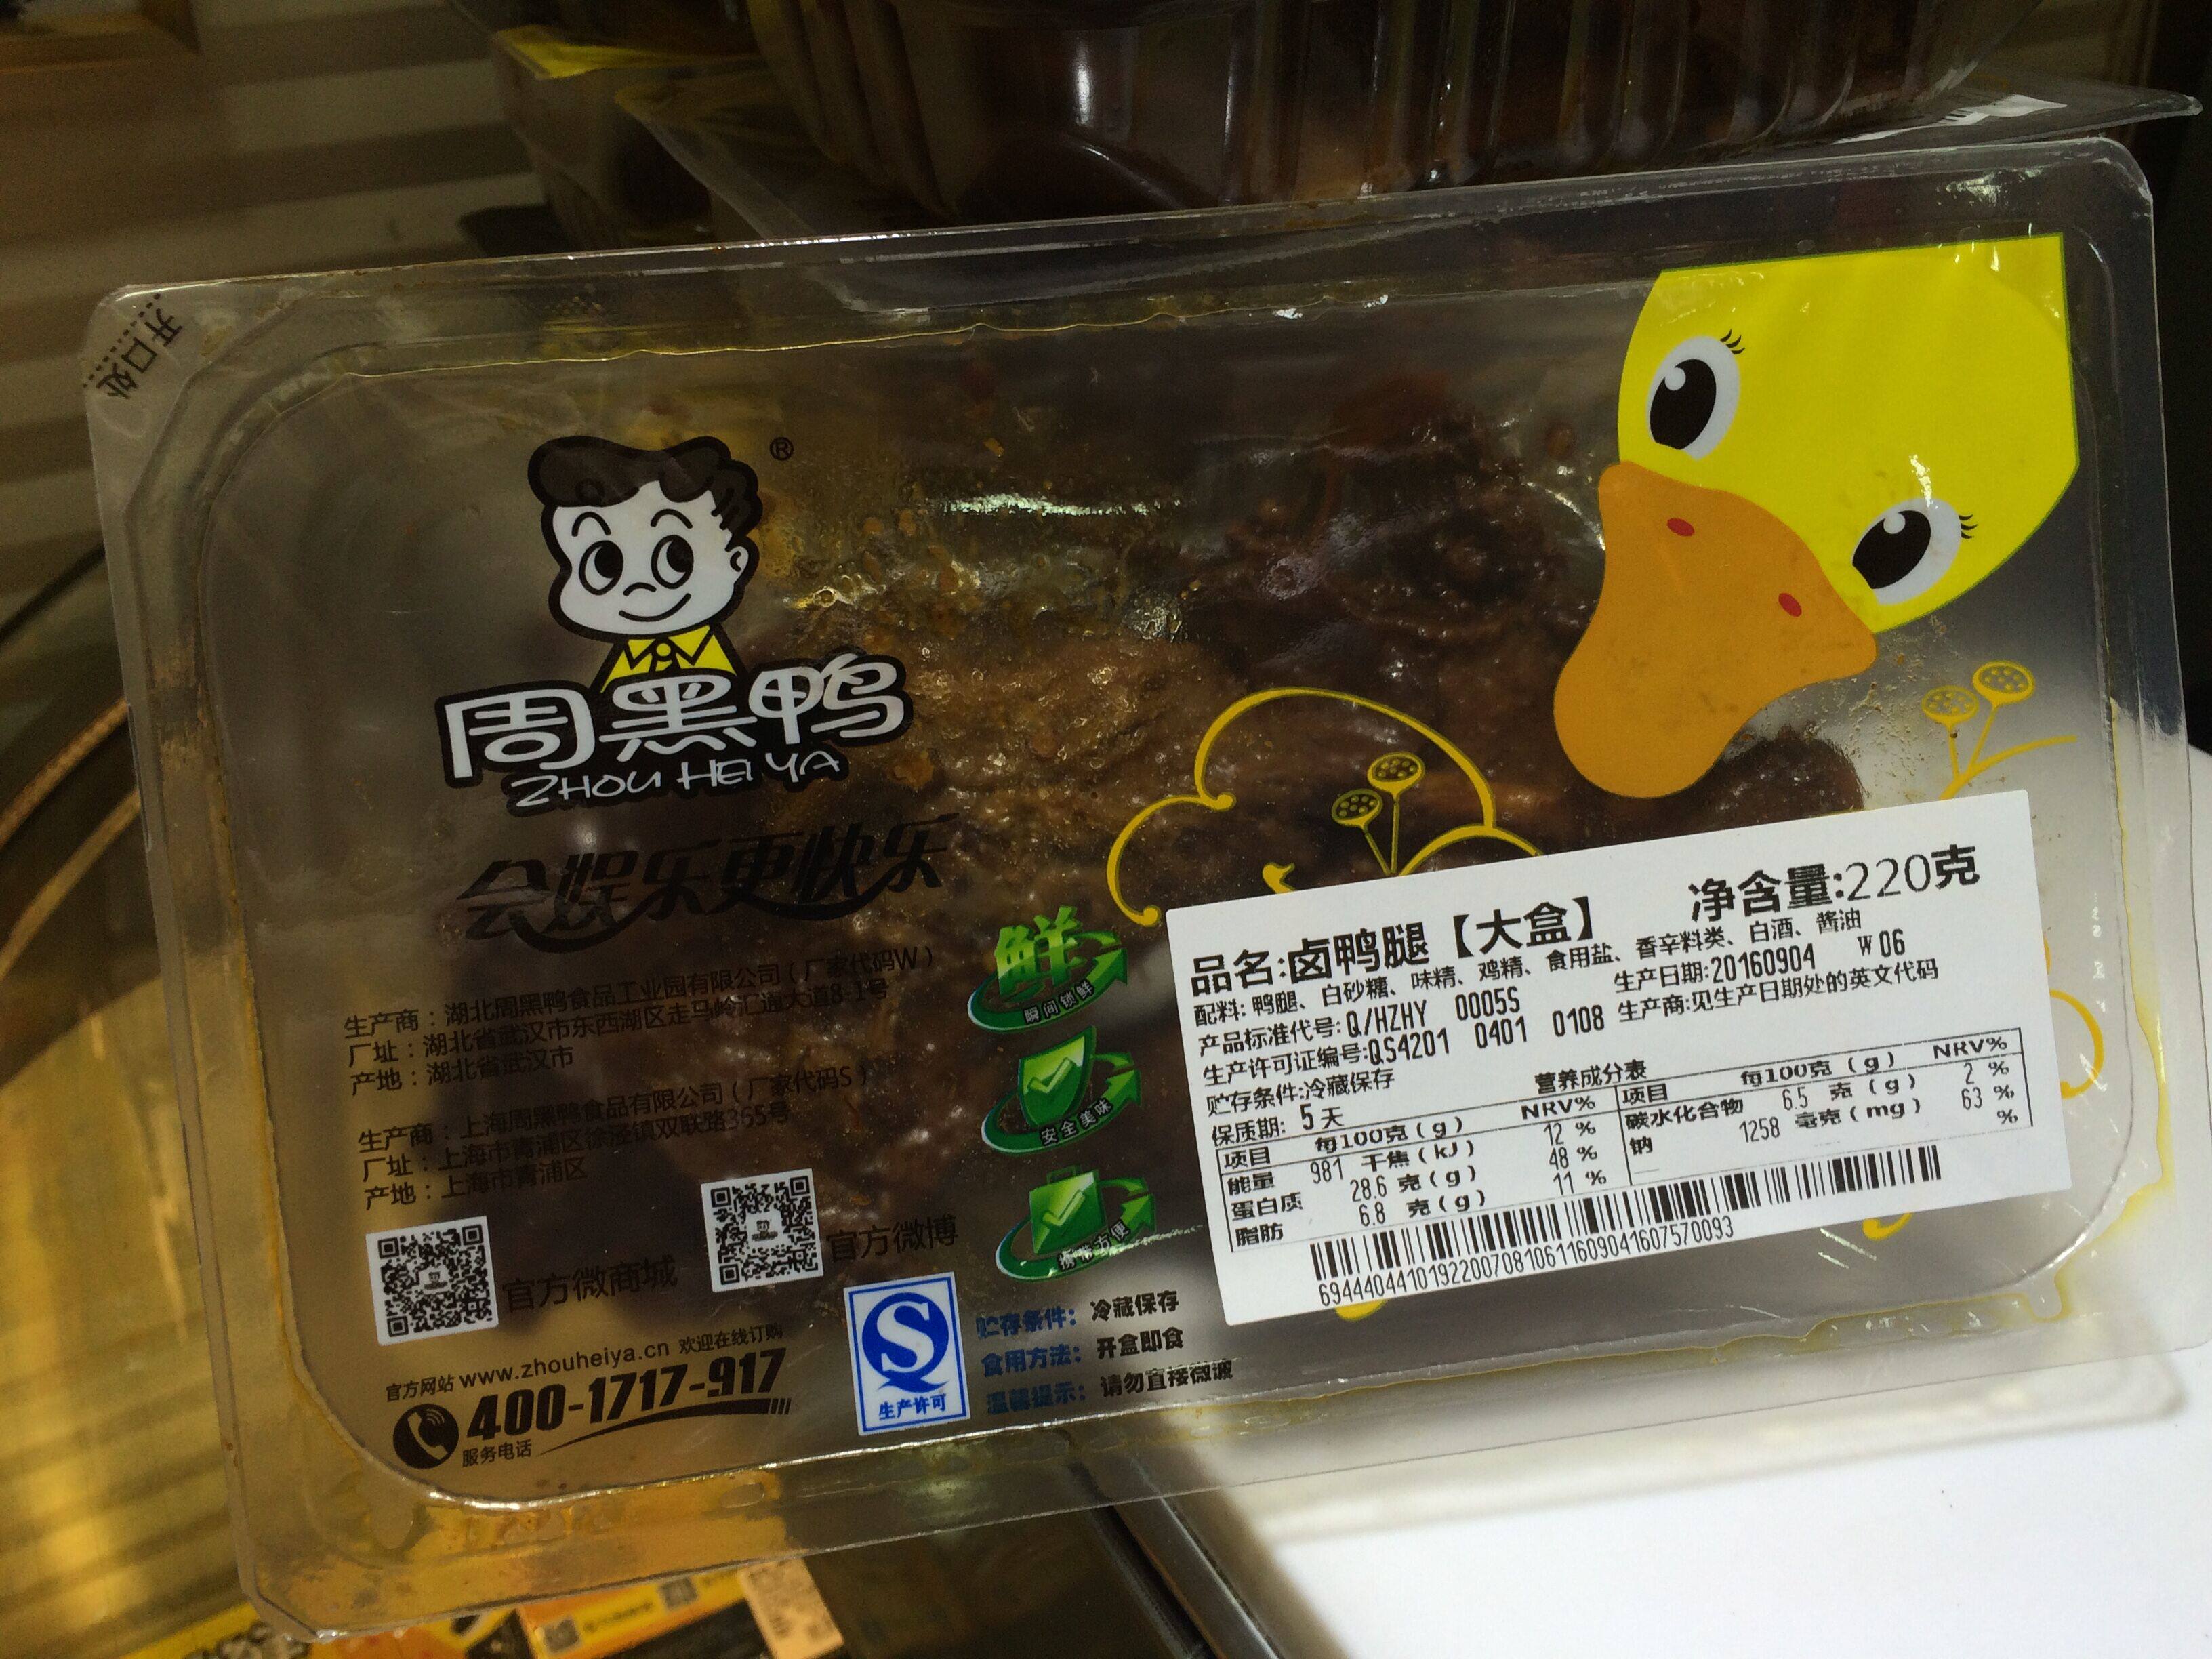 开口处
®
周黑鸭
ZHOU HEI YA
会娱乐更快乐
生产商：湖北周黑鸭食品工业园有限公司（厂家代码W）
厂址：湖北省武汉市东西湖区走马岭汇通大道8-1号
产地：湖北省武汉市
生产商：上海周黑鸭食品有限公司（厂家代码S）
厂址：上海市青浦区徐泾镇双联路365号
产地：上海市青浦区
官方微商城
官方微博
官方网站 www.zhouheiya.cn 欢迎在线订购
400-1717-917
服务电话
鲜
瞬间锁鲜
安全美味
携带方便
生产许可
贮存条件：冷藏保存
食用方法：开盒即食
温馨提示：请勿直接微波
品名:卤鸭腿【大盒】 净含量:220克
配料:鸭腿、白砂糖、味精、鸡精、食用盐、香辛料类、白酒、酱油
产品标准代号:Q/HZHY 0005S 生产日期:20160904 W06
生产许可证编号:QS4201 0401 0108 生产商:见生产日期处的英文代码
贮存条件:冷藏保存
保质期: 5天 营养成分表
项目 每100克(g) NRV% 项目 每100克(g) NRV%
能量 981 千焦(kJ) 12 % 碳水化合物 6.5 克(g) 2 %
蛋白质 28.6 克(g) 48 % 钠 1258 毫克(mg) 63 %
脂肪 6.8 克(g) 11 % %
694440441019220070810611609041607570093